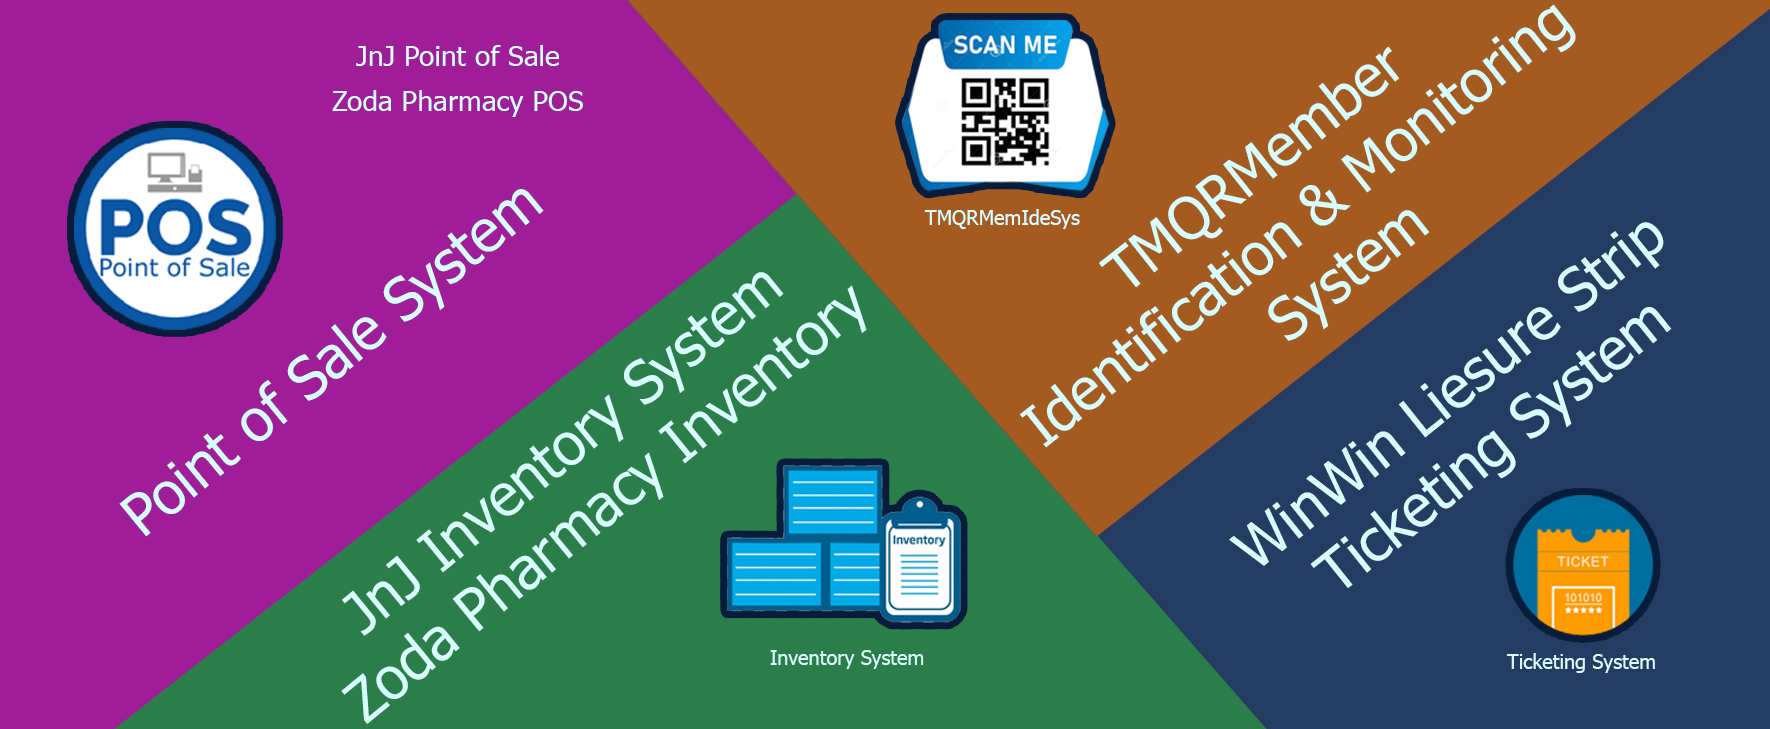 JnJ Point of Sale
Zoda Pharmacy POS
POS
Point of Sale
Point of Sale System
JnJ Inventory System
Zoda Pharmacy Inventory
Inventory
Inventory System
SCAN ME
TMQRMemIdeSys
TMQRMember
Identification & Monitoring
System
WinWin Liesure Strip
Ticketing System
TICKET
101010
★★★★★
Ticketing System